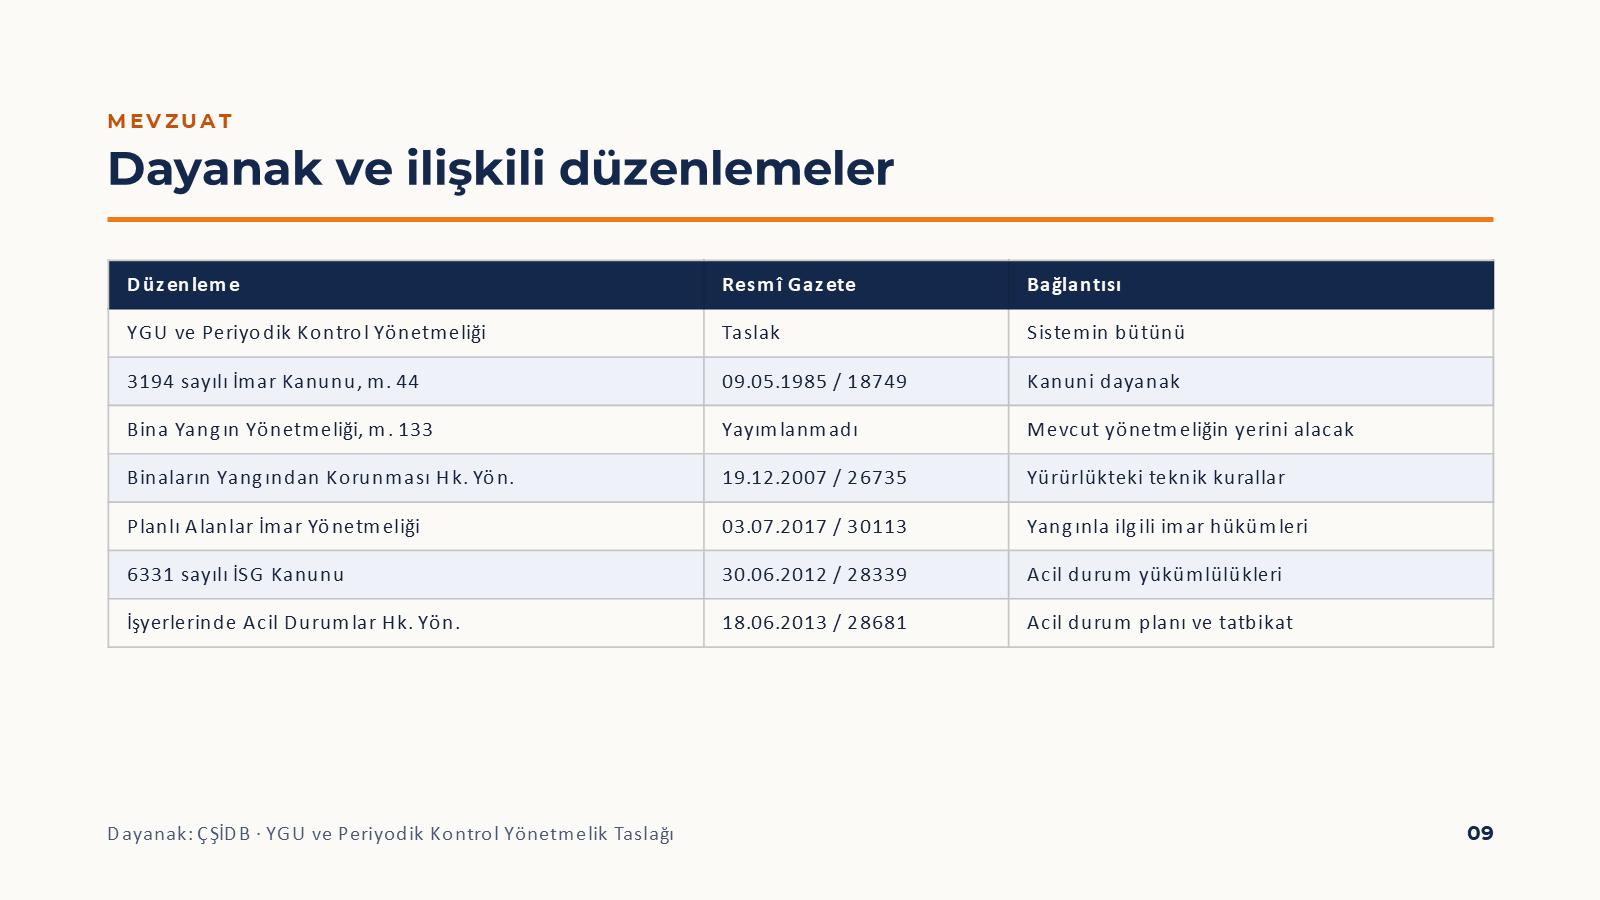 MEVZUAT
Dayanak ve ilişkili düzenlemeler
Düzenleme Resmî Gazete Bağlantısı
YGU ve Periyodik Kontrol Yönetmeliği Taslak Sistemin bütünü
3194 sayılı İmar Kanunu, m. 44 09.05.1985 / 18749 Kanuni dayanak
Bina Yangın Yönetmeliği, m. 133 Yayımlanmadı Mevcut yönetmeliğin yerini alacak
Binaların Yangından Korunması Hk. Yön. 19.12.2007 / 26735 Yürürlükteki teknik kurallar
Planlı Alanlar İmar Yönetmeliği 03.07.2017 / 30113 Yangınla ilgili imar hükümleri
6331 sayılı İSG Kanunu 30.06.2012 / 28339 Acil durum yükümlülükleri
İşyerlerinde Acil Durumlar Hk. Yön. 18.06.2013 / 28681 Acil durum planı ve tatbikat
Dayanak: ÇŞİDB · YGU ve Periyodik Kontrol Yönetmelik Taslağı 09